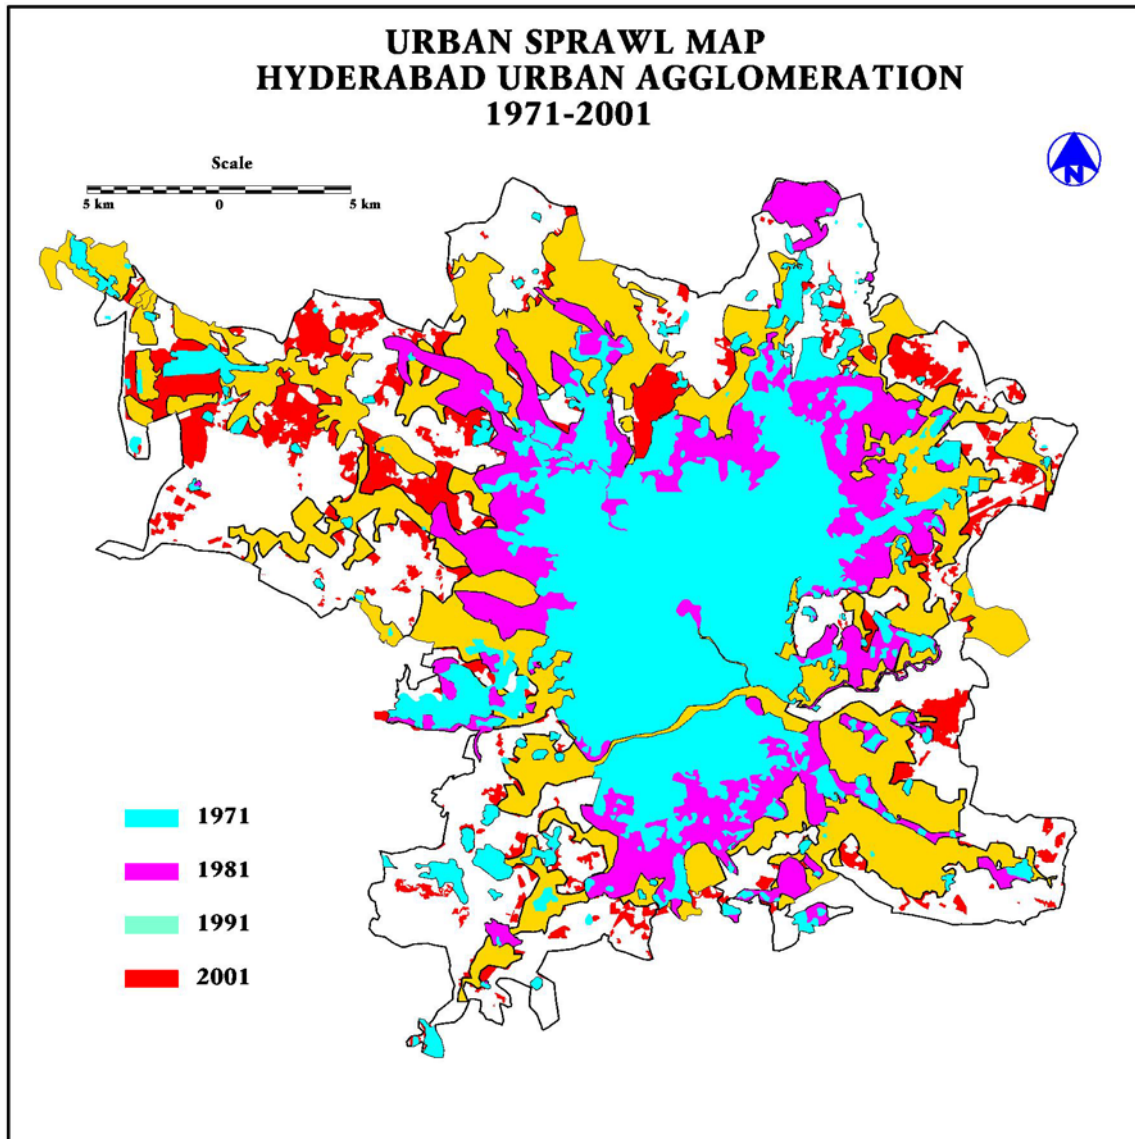 URBAN SPRAWL MAP
HYDERABAD URBAN AGGLOMERATION
1971-2001
N
Scale
5 km 0 5 km
1971
1981
1991
2001